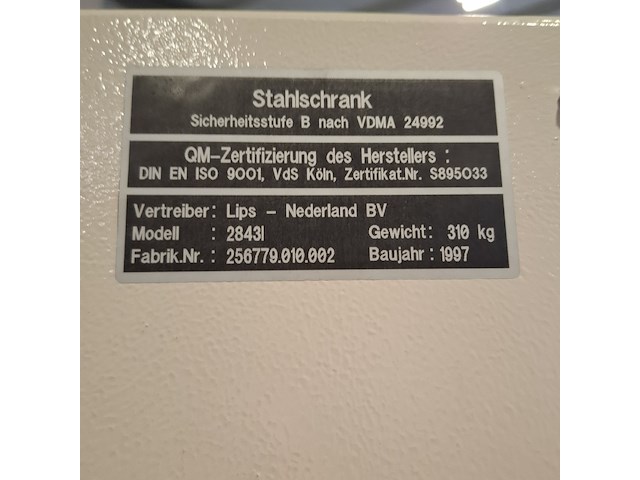 Stahlschrank
Sicherheitsstufe B nach VDMA 24992
QM-Zertifizierung des Herstellers :
DIN EN ISO 9001, VdS Köln, Zertifikat.Nr. S895033
Vertreiber : Lips - Nederland BV
Modell : 28431 Gewicht : 310 kg
Fabrik.Nr. : 256779.010.002 Baujahr : 1997